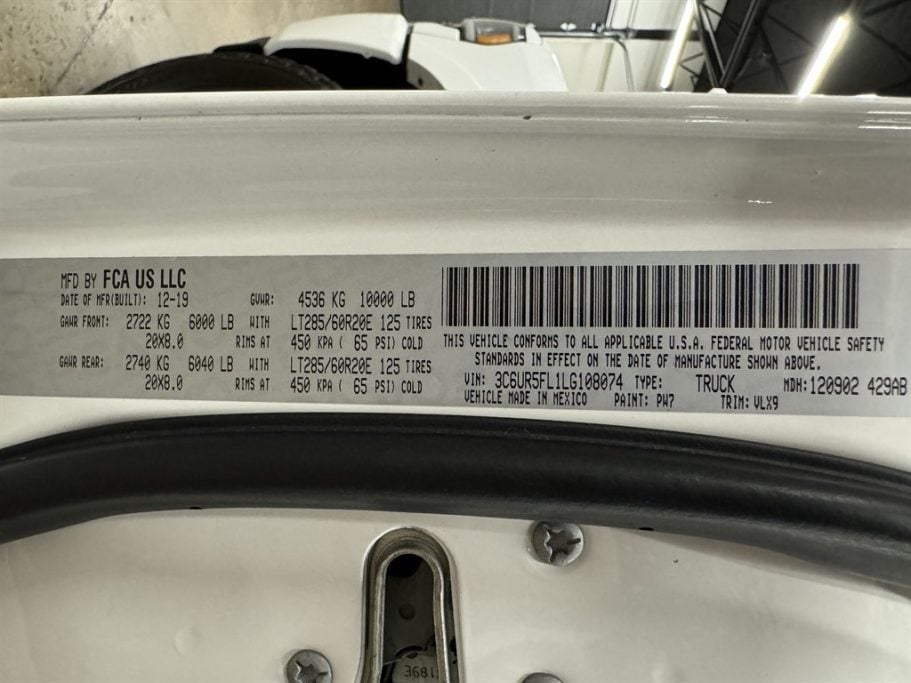 MFD BY FCA US LLC
DATE OF MFR(BUILT): 12-19 GVWR: 4536 KG 10000 LB
GAWR FRONT: 2722 KG 6000 LB WITH LT285/60R20E 125 TIRES
20X8.0 RIMS AT 450 KPA ( 65 PSI) COLD
GAWR REAR: 2740 KG 6040 LB WITH LT285/60R20E 125 TIRES
20X8.0 RIMS AT 450 KPA ( 65 PSI) COLD
THIS VEHICLE CONFORMS TO ALL APPLICABLE U.S.A. FEDERAL MOTOR VEHICLE SAFETY
STANDARDS IN EFFECT ON THE DATE OF MANUFACTURE SHOWN ABOVE.
VIN: 3C6UR5FL1LG108074 TYPE: TRUCK MDH:120902 429AB
VEHICLE MADE IN MEXICO PAINT: PW7 TRIM: VLX9